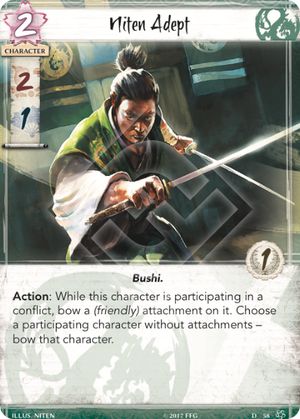 2
Niten Adept
CHARACTER
2
1
1
Bushi.
Action: While this character is participating in a
conflict, bow a (friendly) attachment on it. Choose
a participating character without attachments –
bow that character.
ILLUS. NITEN
©2017 FFG
D 38